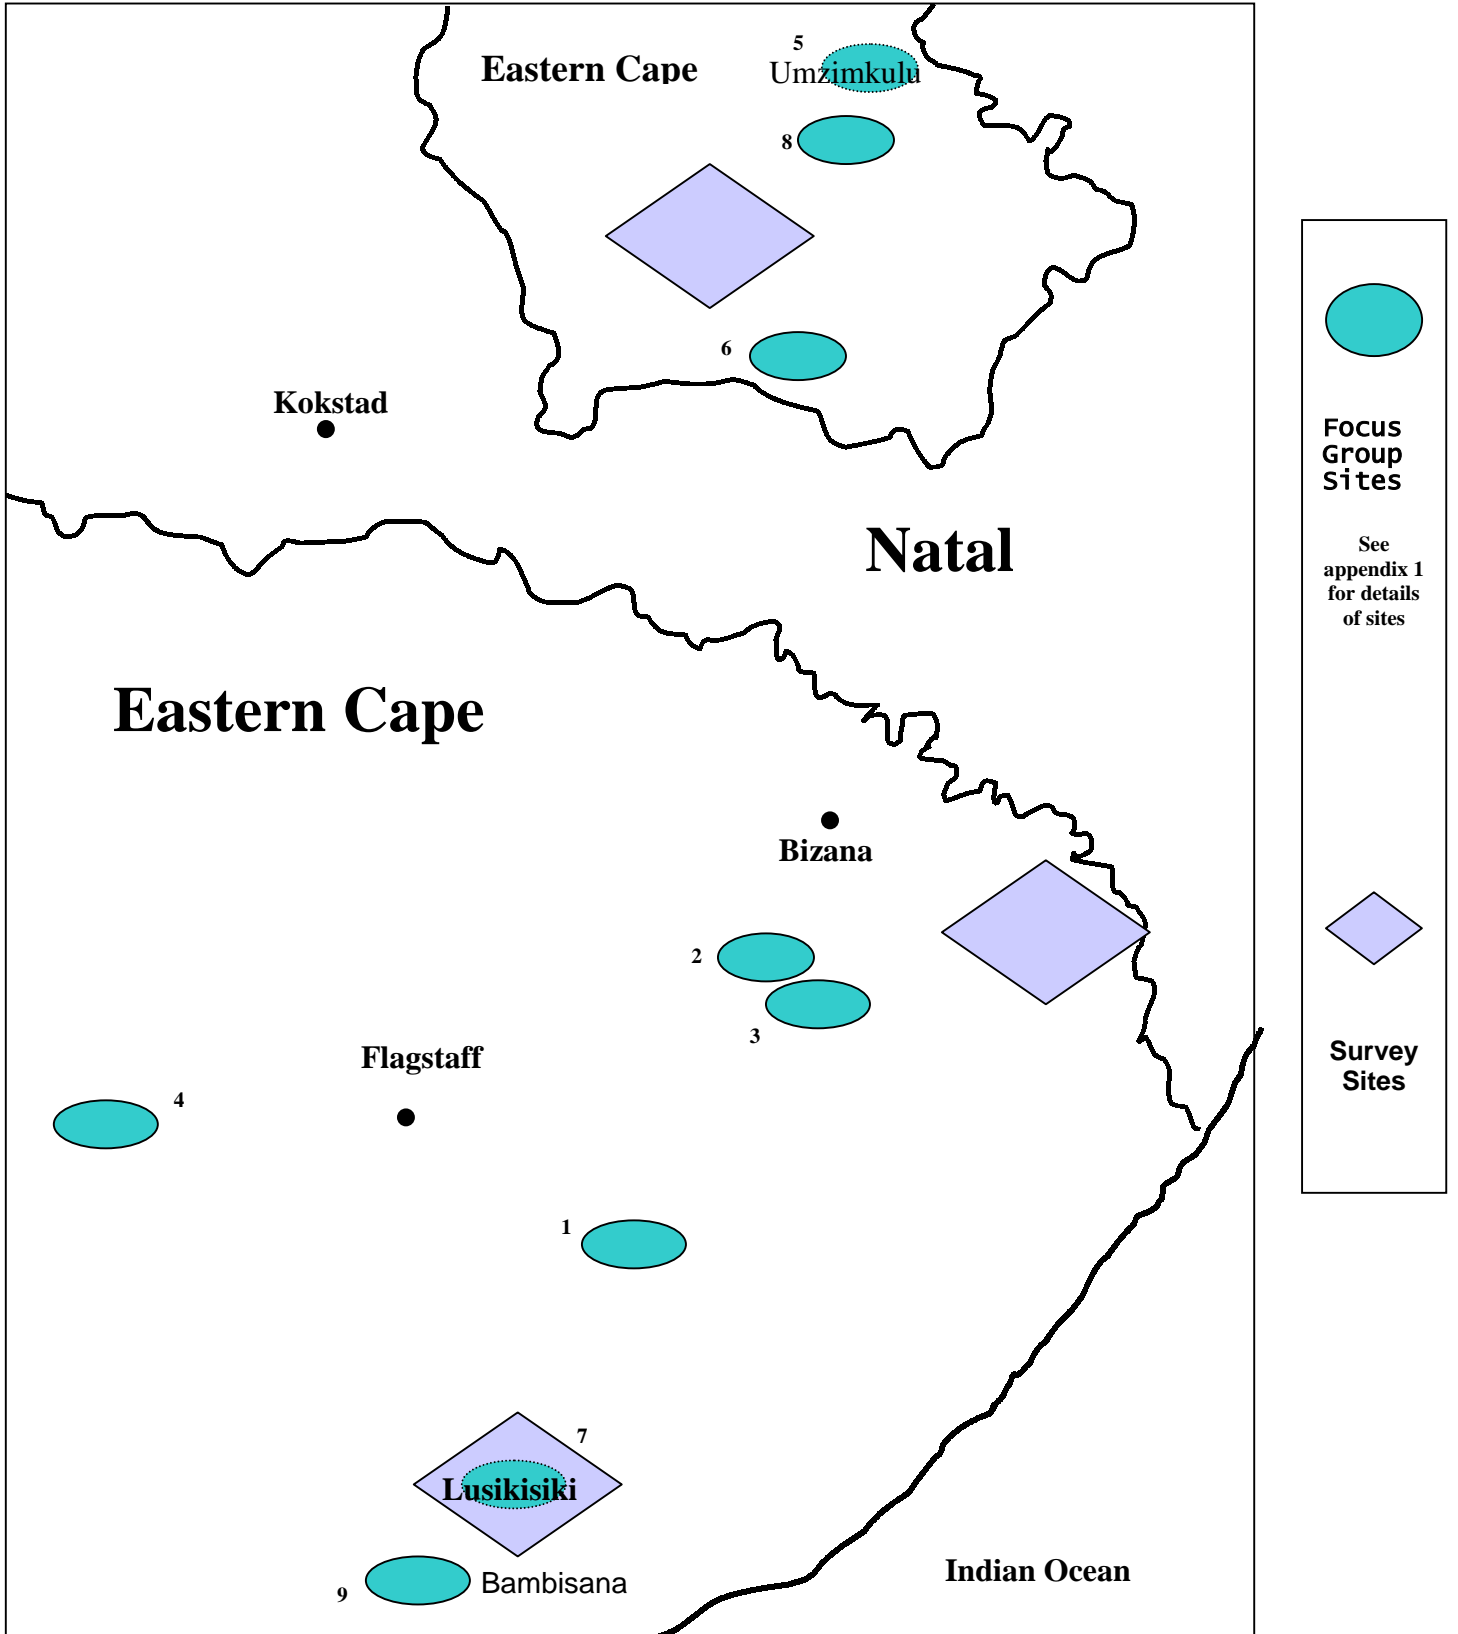 5
Eastern Cape
Umzimkulu
8
6
Kokstad
Natal
Eastern Cape
Bizana
2
3
Flagstaff
4
1
7
Lusikisiki
9
Bambisana
Indian Ocean
Focus
Group
Sites
See
appendix 1
for details
of sites
Survey
Sites